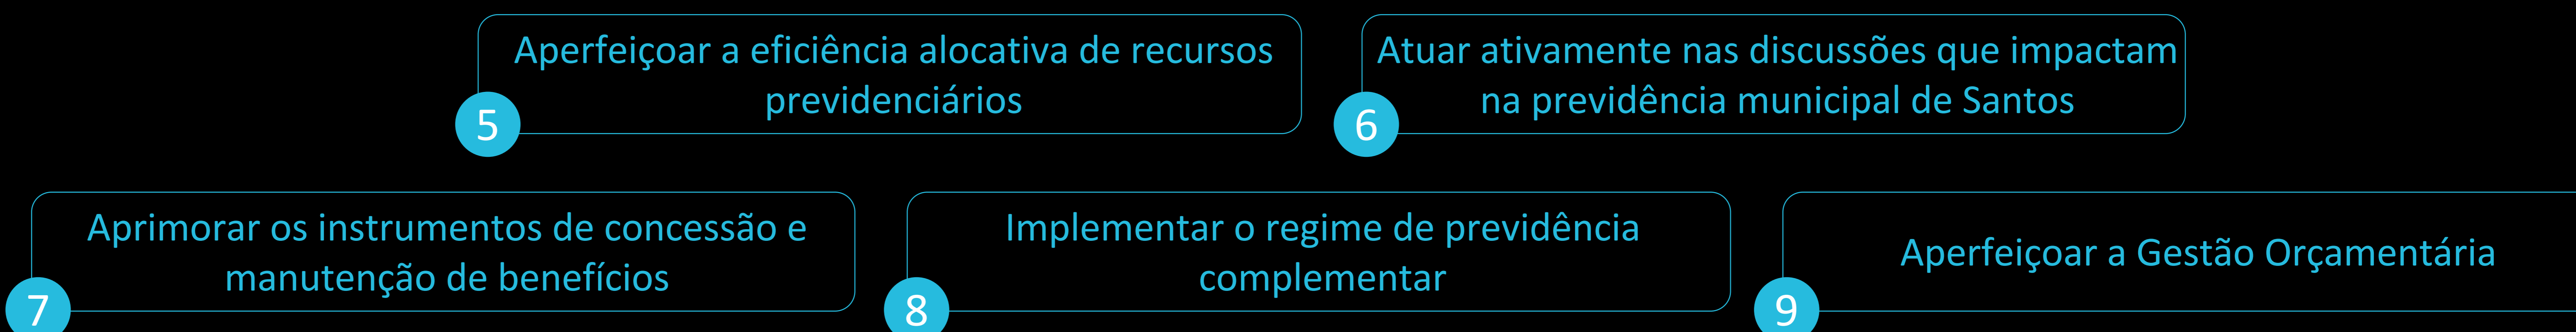 Aperfeiçoar a eficiência alocativa de recursos
previdenciários
5
Atuar ativamente nas discussões que impactam
na previdência municipal de Santos
6
Aprimorar os instrumentos de concessão e
manutenção de benefícios
7
Implementar o regime de previdência
complementar
8
Aperfeiçoar a Gestão Orçamentária
9